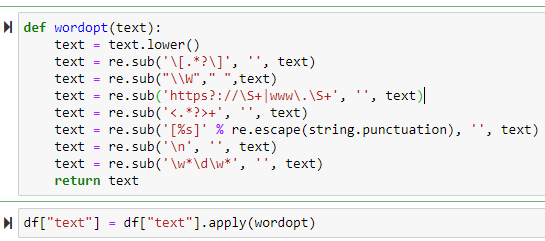 def wordopt(text):
    text = text.lower()
    text = re.sub('\[.*?\]', '', text)
    text = re.sub("\\W"," ",text)
    text = re.sub('https?://\S+|www\.\S+', '', text)
    text = re.sub('<.*?>+', '', text)
    text = re.sub('[%s]' % re.escape(string.punctuation), '', text)
    text = re.sub('\n', '', text)
    text = re.sub('\w*\d\w*', '', text)
    return text
df["text"] = df["text"].apply(wordopt)